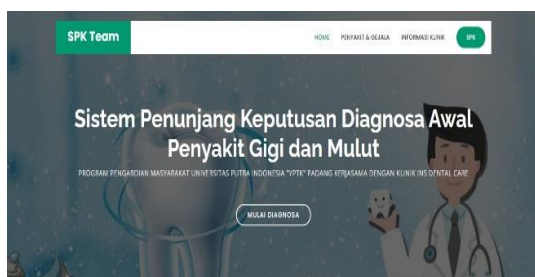 SPK Team
HOME PENYAKIT & GEJALA INFORMASI KLINIK SPK
Sistem Penunjang Keputusan Diagnosa Awal
Penyakit Gigi dan Mulut
PROGRAM PENGABDIAN MASYARAKAT UNIVERSITAS PUTRA INDONESIA "YPTK" PADANG KERJASAMA DENGAN KLINIK INS DENTAL CARE
MULAI DIAGNOSA